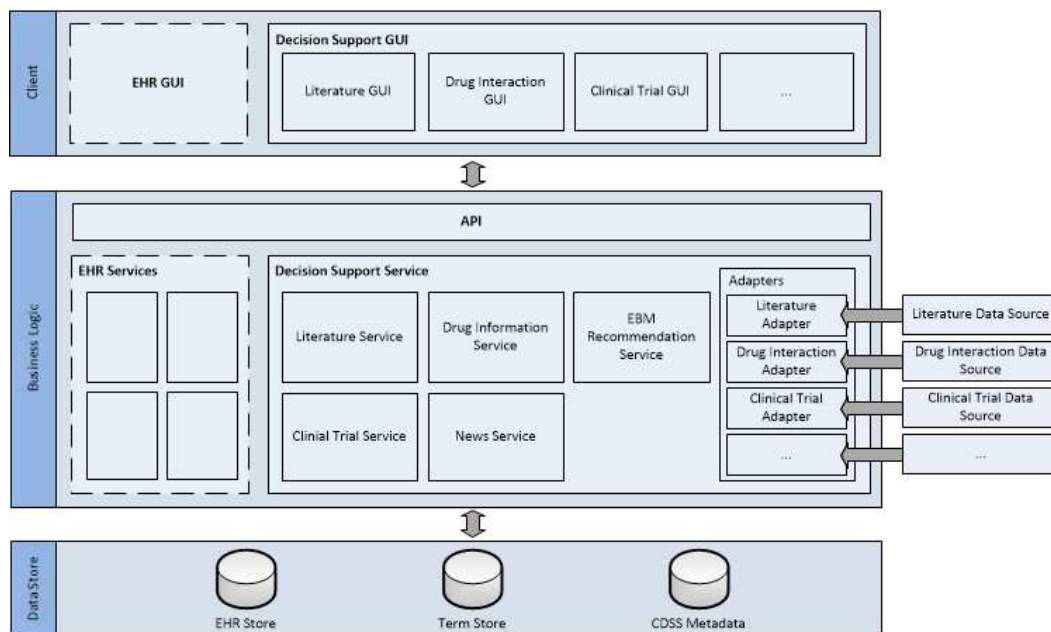 Client
EHR GUI
Decision Support GUI
Literature GUI
Drug Interaction
GUI
Clinical Trial GUI
...
Business Logic
API
EHR Services
Decision Support Service
Literature Service
Drug Information
Service
EBM
Recommendation
Service
Clinial Trial Service
News Service
Adapters
Literature
Adapter
Drug Interaction
Adapter
Clinical Trial
Adapter
...
Literature Data Source
Drug Interaction Data
Source
Clinical Trial Data
Source
...
Data Store
EHR Store
Term Store
CDSS Metadata